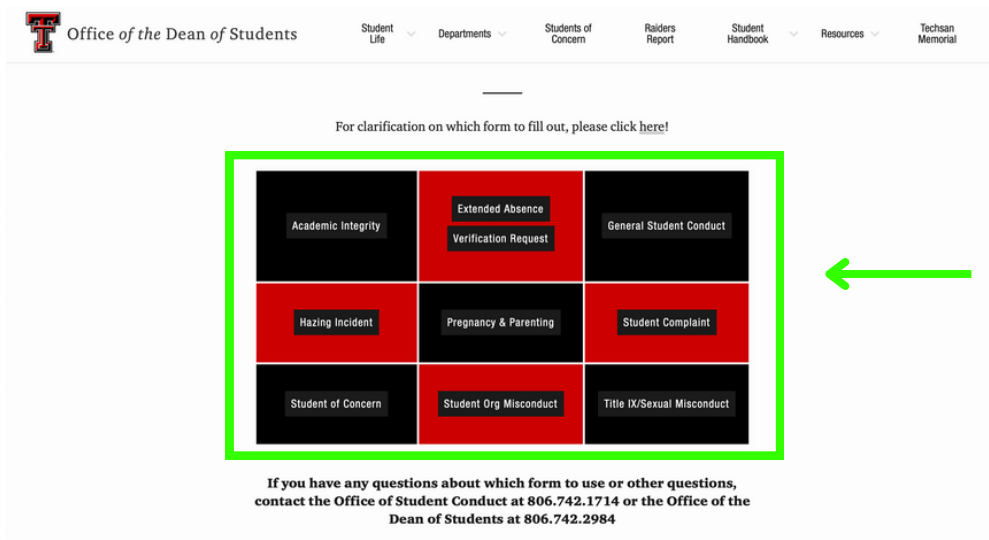 Office of the Dean of Students
Student Life
Departments
Students of Concern
Raiders Report
Student Handbook
Resources
Techsan Memorial
For clarification on which form to fill out, please click here!
Academic Integrity
Extended Absence
Verification Request
General Student Conduct
Hazing Incident
Pregnancy & Parenting
Student Complaint
Student of Concern
Student Org Misconduct
Title IX/Sexual Misconduct
If you have any questions about which form to use or other questions,
contact the Office of Student Conduct at 806.742.1714 or the Office of the
Dean of Students at 806.742.2984